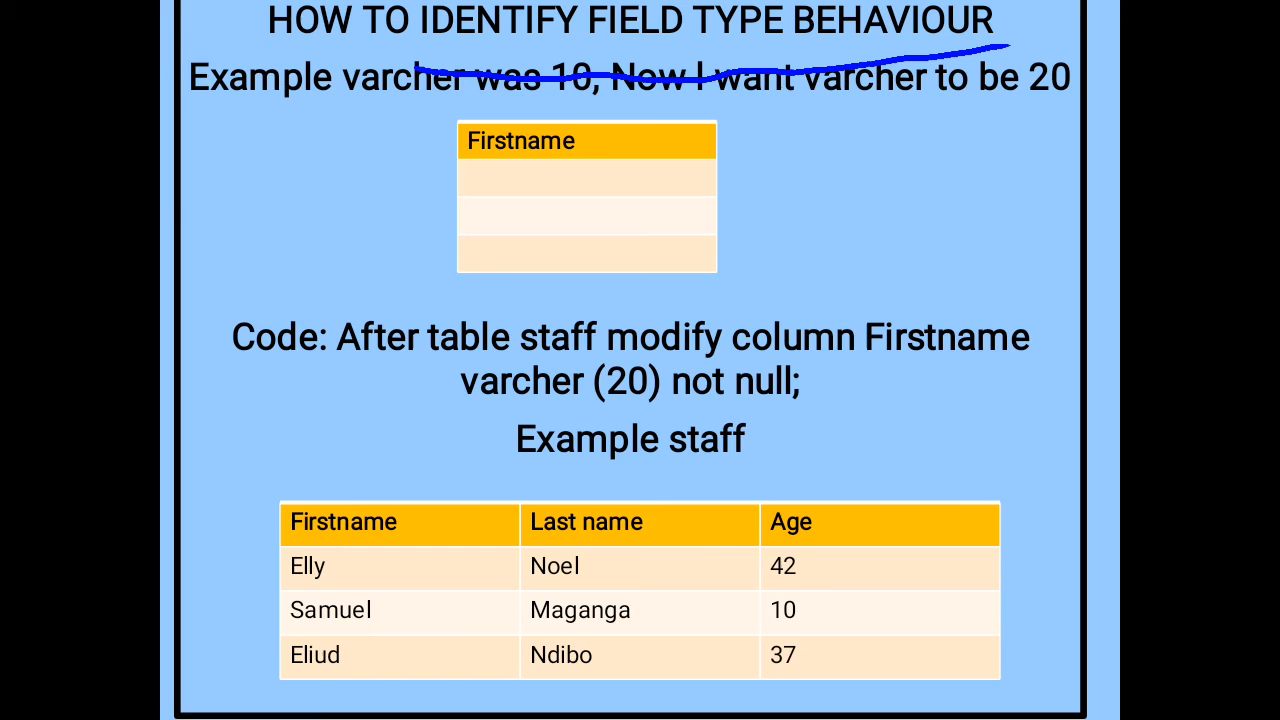 HOW TO IDENTIFY FIELD TYPE BEHAVIOUR
Example varcher was 10, Now I want varcher to be 20
Firstname
Code: After table staff modify column Firstname
varcher (20) not null;
Example staff
Firstname Last name Age
Elly Noel 42
Samuel Maganga 10
Eliud Ndibo 37